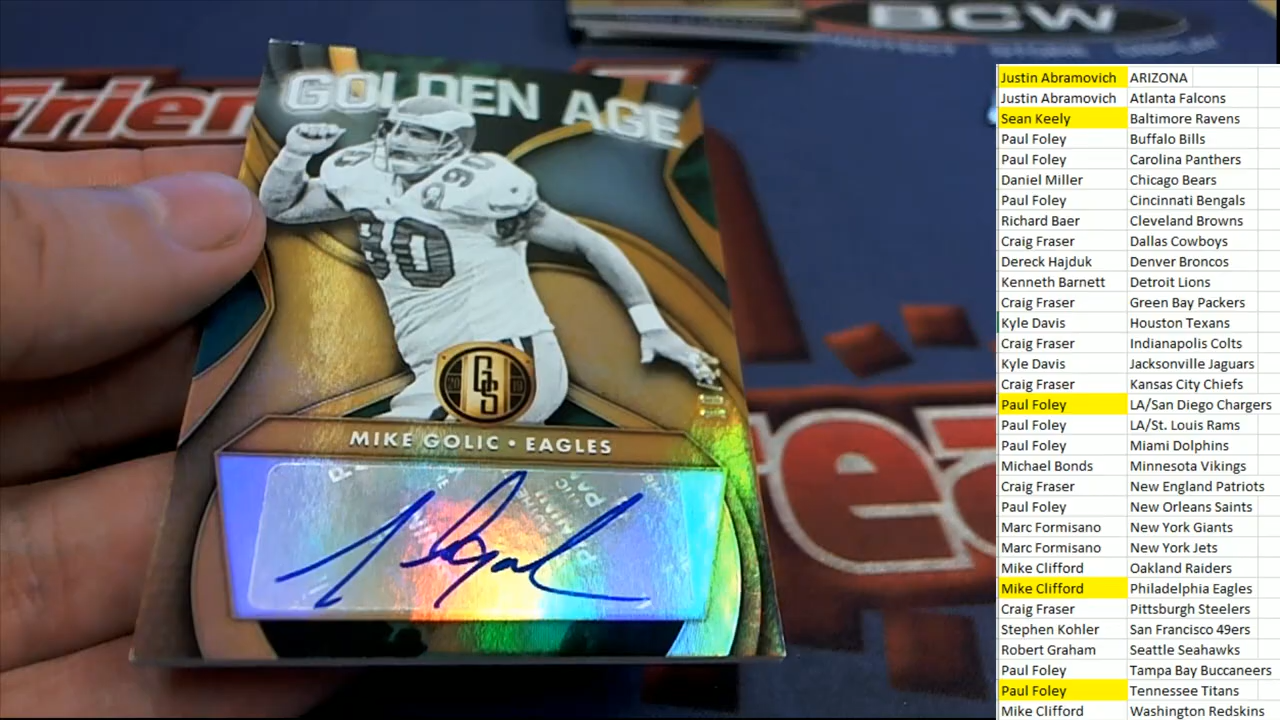 BCW
Frien
GOLDEN AGE
90
90
20 GS 19
MIKE GOLIC • EAGLES
Justin Abramovich ARIZONA
Justin Abramovich Atlanta Falcons
Sean Keely Baltimore Ravens
Paul Foley Buffalo Bills
Paul Foley Carolina Panthers
Daniel Miller Chicago Bears
Paul Foley Cincinnati Bengals
Richard Baer Cleveland Browns
Craig Fraser Dallas Cowboys
Dereck Hajduk Denver Broncos
Kenneth Barnett Detroit Lions
Craig Fraser Green Bay Packers
Kyle Davis Houston Texans
Craig Fraser Indianapolis Colts
Kyle Davis Jacksonville Jaguars
Craig Fraser Kansas City Chiefs
Paul Foley LA/San Diego Chargers
Paul Foley LA/St. Louis Rams
Paul Foley Miami Dolphins
Michael Bonds Minnesota Vikings
Craig Fraser New England Patriots
Paul Foley New Orleans Saints
Marc Formisano New York Giants
Marc Formisano New York Jets
Mike Clifford Oakland Raiders
Mike Clifford Philadelphia Eagles
Craig Fraser Pittsburgh Steelers
Stephen Kohler San Francisco 49ers
Robert Graham Seattle Seahawks
Paul Foley Tampa Bay Buccaneers
Paul Foley Tennessee Titans
Mike Clifford Washington Redskins